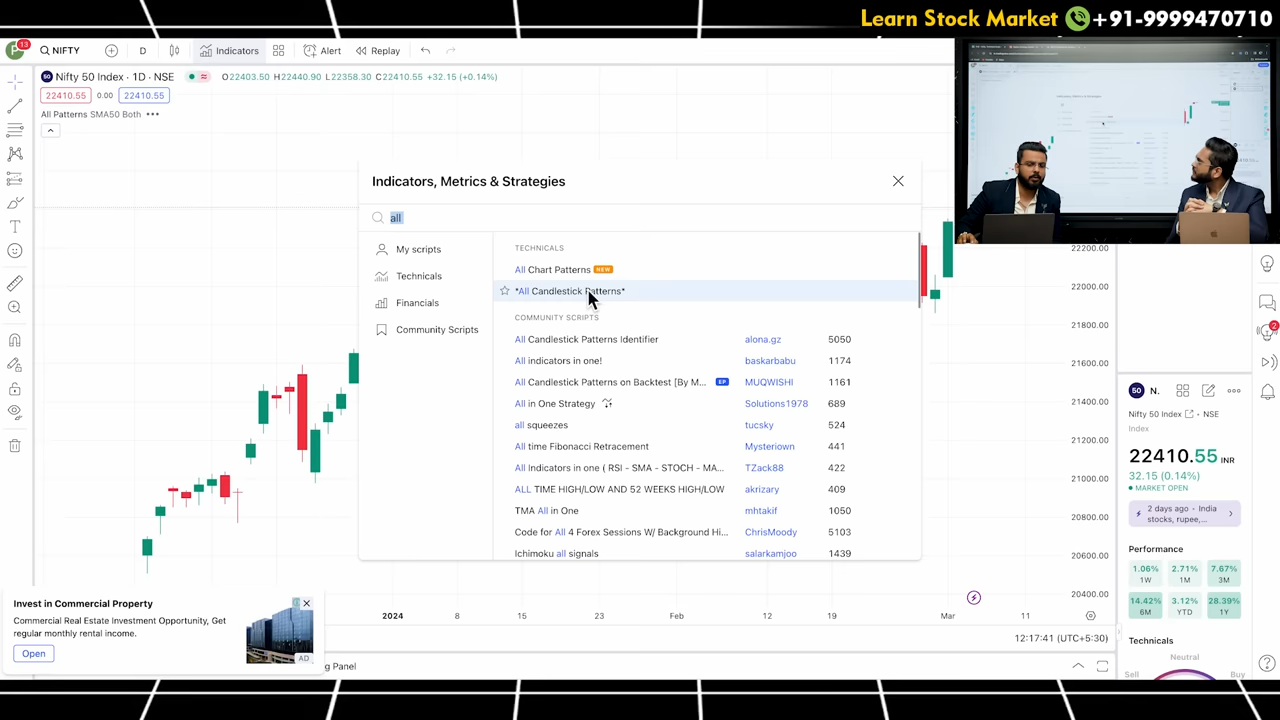 Learn Stock Market +91-9999470710
13
NIFTY
D
Indicators
Alert
Replay
50 Nifty 50 Index · 1D · NSE
O22403.50 H22440.90 L22358.30 C22410.55 +32.15 (+0.14%)
22410.55 0.00 22410.55
All Patterns SMA50 Both
Indicators, Metrics & Strategies
all
My scripts
Technicals
Financials
Community Scripts
TECHNICALS
All Chart Patterns NEW
*All Candlestick Patterns*
COMMUNITY SCRIPTS
All Candlestick Patterns Identifier alona.gz 5050
All indicators in one! baskarbabu 1174
All Candlestick Patterns on Backtest [By M... EP MUQWISHI 1161
All in One Strategy Solutions1978 689
all squeezes tucsky 524
All time Fibonacci Retracement Mysteriown 441
All Indicators in one ( RSI - SMA - STOCH - MA... TZack88 422
ALL TIME HIGH/LOW AND 52 WEEKS HIGH/LOW akrizary 409
TMA All in One mhtakif 1050
Code for All 4 Forex Sessions W/ Background Hi... ChrisMoody 5103
Ichimoku all signals salarkamjoo 1439
22200.00
22000.00
21800.00
21600.00
21400.00
21200.00
21000.00
20800.00
20600.00
20400.00
2024 8 15 23 Feb 12 19 Mar 11
12:17:41 (UTC+5:30)
ng Panel
Invest in Commercial Property
Commercial Real Estate Investment Opportunity, Get
regular monthly rental income.
Open
AD
2
50 N.
Nifty 50 Index · NSE
Index
22410.55 INR
32.15 (0.14%)
MARKET OPEN
2 days ago · India
stocks, rupee,...
Performance
1.06% 2.71% 7.67%
1W 1M 3M
14.42% 3.12% 28.39%
6M YTD 1Y
Technicals
Neutral
Sell Buy